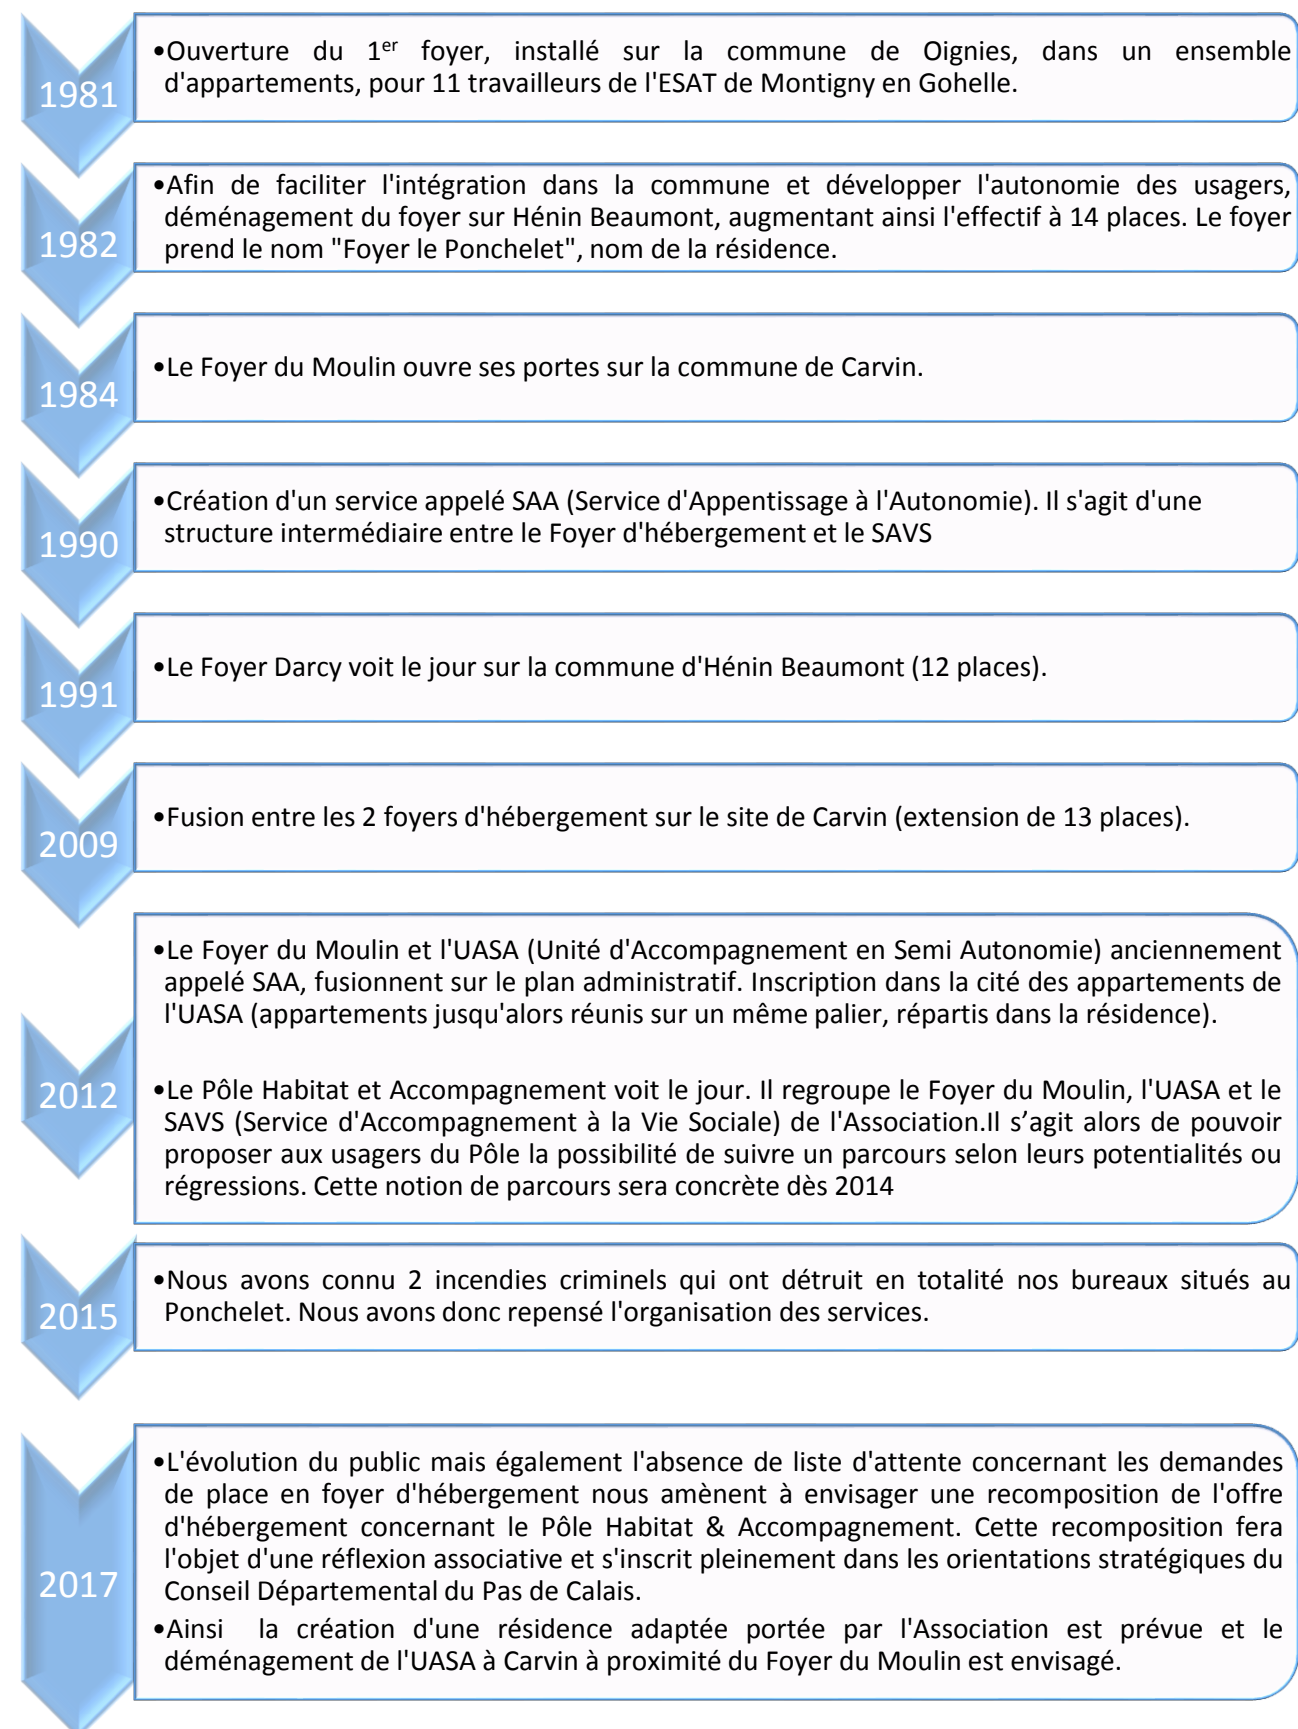 1981
•Ouverture du 1er foyer, installé sur la commune de Oignies, dans un ensemble
d'appartements, pour 11 travailleurs de l'ESAT de Montigny en Gohelle.
1982
•Afin de faciliter l'intégration dans la commune et développer l'autonomie des usagers,
déménagement du foyer sur Hénin Beaumont, augmentant ainsi l'effectif à 14 places. Le foyer
prend le nom "Foyer le Ponchelet", nom de la résidence.
1984
•Le Foyer du Moulin ouvre ses portes sur la commune de Carvin.
1990
•Création d'un service appelé SAA (Service d'Appentissage à l'Autonomie). Il s'agit d'une
structure intermédiaire entre le Foyer d'hébergement et le SAVS
1991
•Le Foyer Darcy voit le jour sur la commune d'Hénin Beaumont (12 places).
2009
•Fusion entre les 2 foyers d'hébergement sur le site de Carvin (extension de 13 places).
2012
•Le Foyer du Moulin et l'UASA (Unité d'Accompagnement en Semi Autonomie) anciennement
appelé SAA, fusionnent sur le plan administratif. Inscription dans la cité des appartements de
l'UASA (appartements jusqu'alors réunis sur un même palier, répartis dans la résidence).
•Le Pôle Habitat et Accompagnement voit le jour. Il regroupe le Foyer du Moulin, l'UASA et le
SAVS (Service d'Accompagnement à la Vie Sociale) de l'Association.Il s’agit alors de pouvoir
proposer aux usagers du Pôle la possibilité de suivre un parcours selon leurs potentialités ou
régressions. Cette notion de parcours sera concrète dès 2014
2015
•Nous avons connu 2 incendies criminels qui ont détruit en totalité nos bureaux situés au
Ponchelet. Nous avons donc repensé l'organisation des services.
2017
•L'évolution du public mais également l'absence de liste d'attente concernant les demandes
de place en foyer d'hébergement nous amènent à envisager une recomposition de l'offre
d'hébergement concernant le Pôle Habitat & Accompagnement. Cette recomposition fera
l'objet d'une réflexion associative et s'inscrit pleinement dans les orientations stratégiques du
Conseil Départemental du Pas de Calais.
•Ainsi la création d'une résidence adaptée portée par l'Association est prévue et le
déménagement de l'UASA à Carvin à proximité du Foyer du Moulin est envisagé.